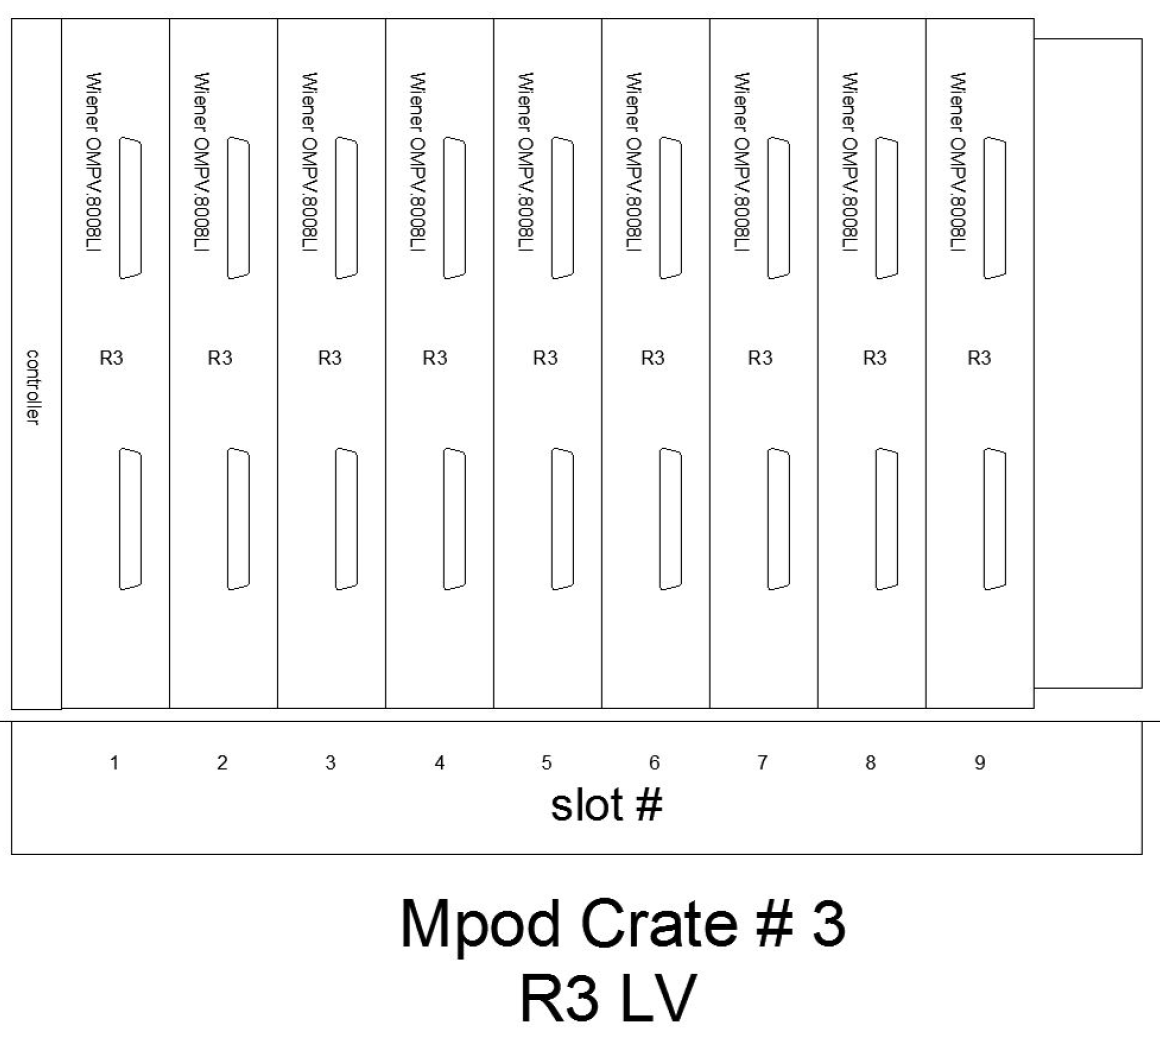 controller
Wiener OMPV.8008LI
Wiener OMPV.8008LI
Wiener OMPV.8008LI
Wiener OMPV.8008LI
Wiener OMPV.8008LI
Wiener OMPV.8008LI
Wiener OMPV.8008LI
Wiener OMPV.8008LI
Wiener OMPV.8008LI
R3 R3 R3 R3 R3 R3 R3 R3 R3
1 2 3 4 5 6 7 8 9
slot #
Mpod Crate # 3
R3 LV